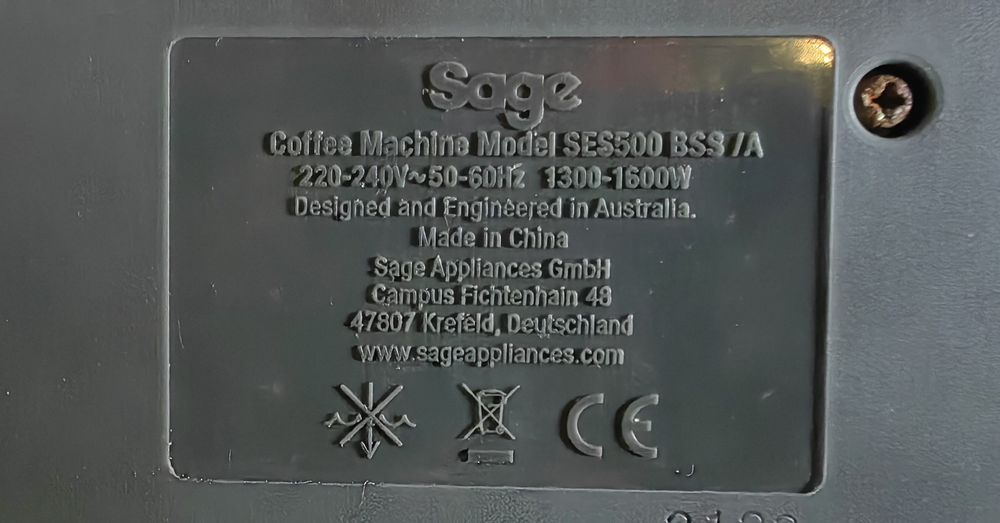 Sage
Coffee Machine Model SES500 BSS /A
220-240V~50-60Hz 1300-1600W
Designed and Engineered in Australia.
Made in China
Sage Appliances GmbH
Campus Fichtenhain 48
47807 Krefeld, Deutschland
www.sageappliances.com
CE